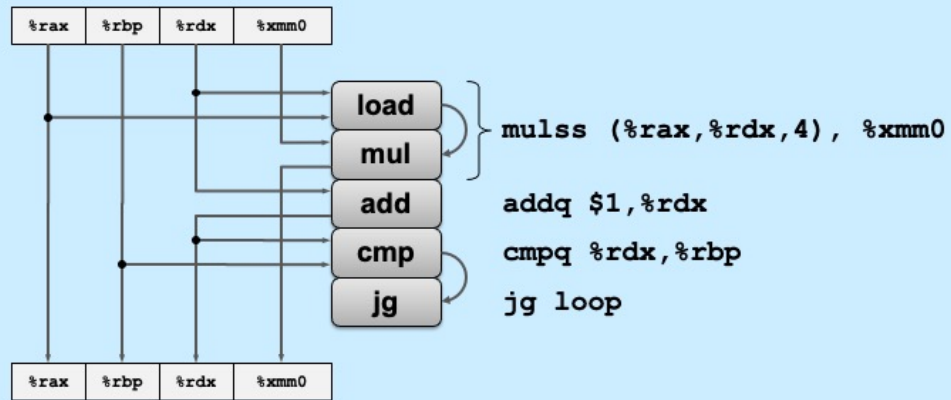 %rax %rbp %rdx %xmm0
load
mul
mulss (%rax,%rdx,4), %xmm0
add addq $1,%rdx
cmp cmpq %rdx,%rbp
jg jg loop
%rax %rbp %rdx %xmm0